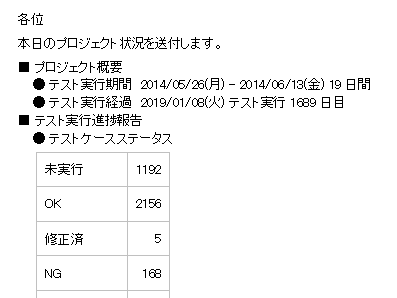 各位
本日のプロジェクト状況を送付します。
■ プロジェクト概要
● テスト実行期間 2014/05/26(月) - 2014/06/13(金) 19 日間
● テスト実行経過 2019/01/08(火) テスト実行 1689 日目
■ テスト実行進捗報告
● テストケースステータス
未実行 1192
OK 2156
修正済 5
NG 168